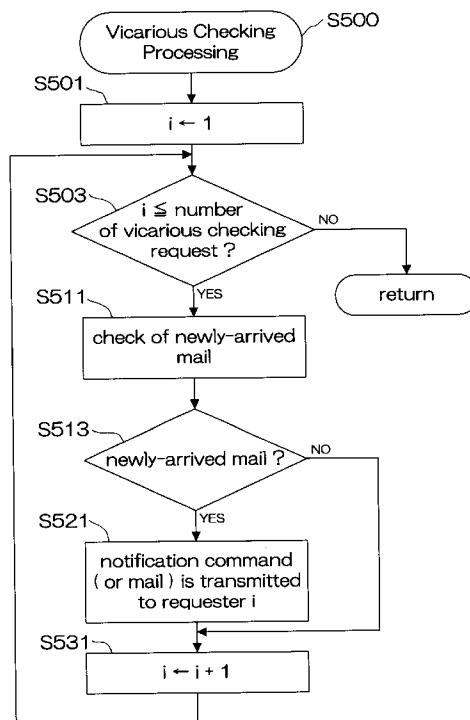 Vicarious Checking
Processing
S500
S501
i ← 1
S503
i ≦ number
of vicarious checking
request ?
NO
YES
return
S511
check of newly-arrived
mail
S513
newly-arrived mail ?
NO
YES
S521
notification command
( or mail ) is transmitted
to requester i
S531
i ← i + 1